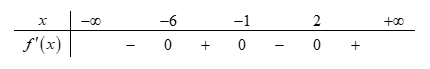 x −∞ −6 −1 2 +∞
f′(x) − 0 + 0 − 0 +